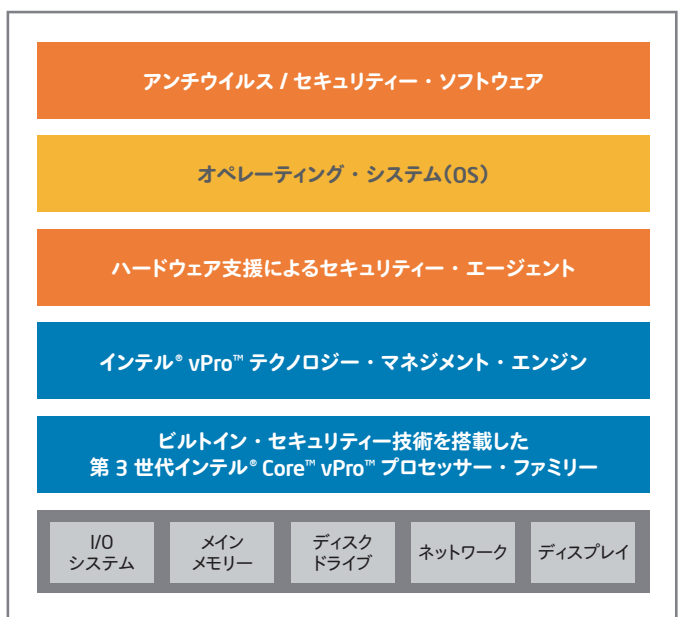 アンチウイルス / セキュリティー・ソフトウェア
オペレーティング・システム(OS)
ハードウェア支援によるセキュリティー・エージェント
インテル® vPro™ テクノロジー・マネジメント・エンジン
ビルトイン・セキュリティー技術を搭載した
第 3 世代インテル® Core™ vPro™ プロセッサー・ファミリー
I/O
システム
メイン
メモリー
ディスク
ドライブ
ネットワーク
ディスプレイ